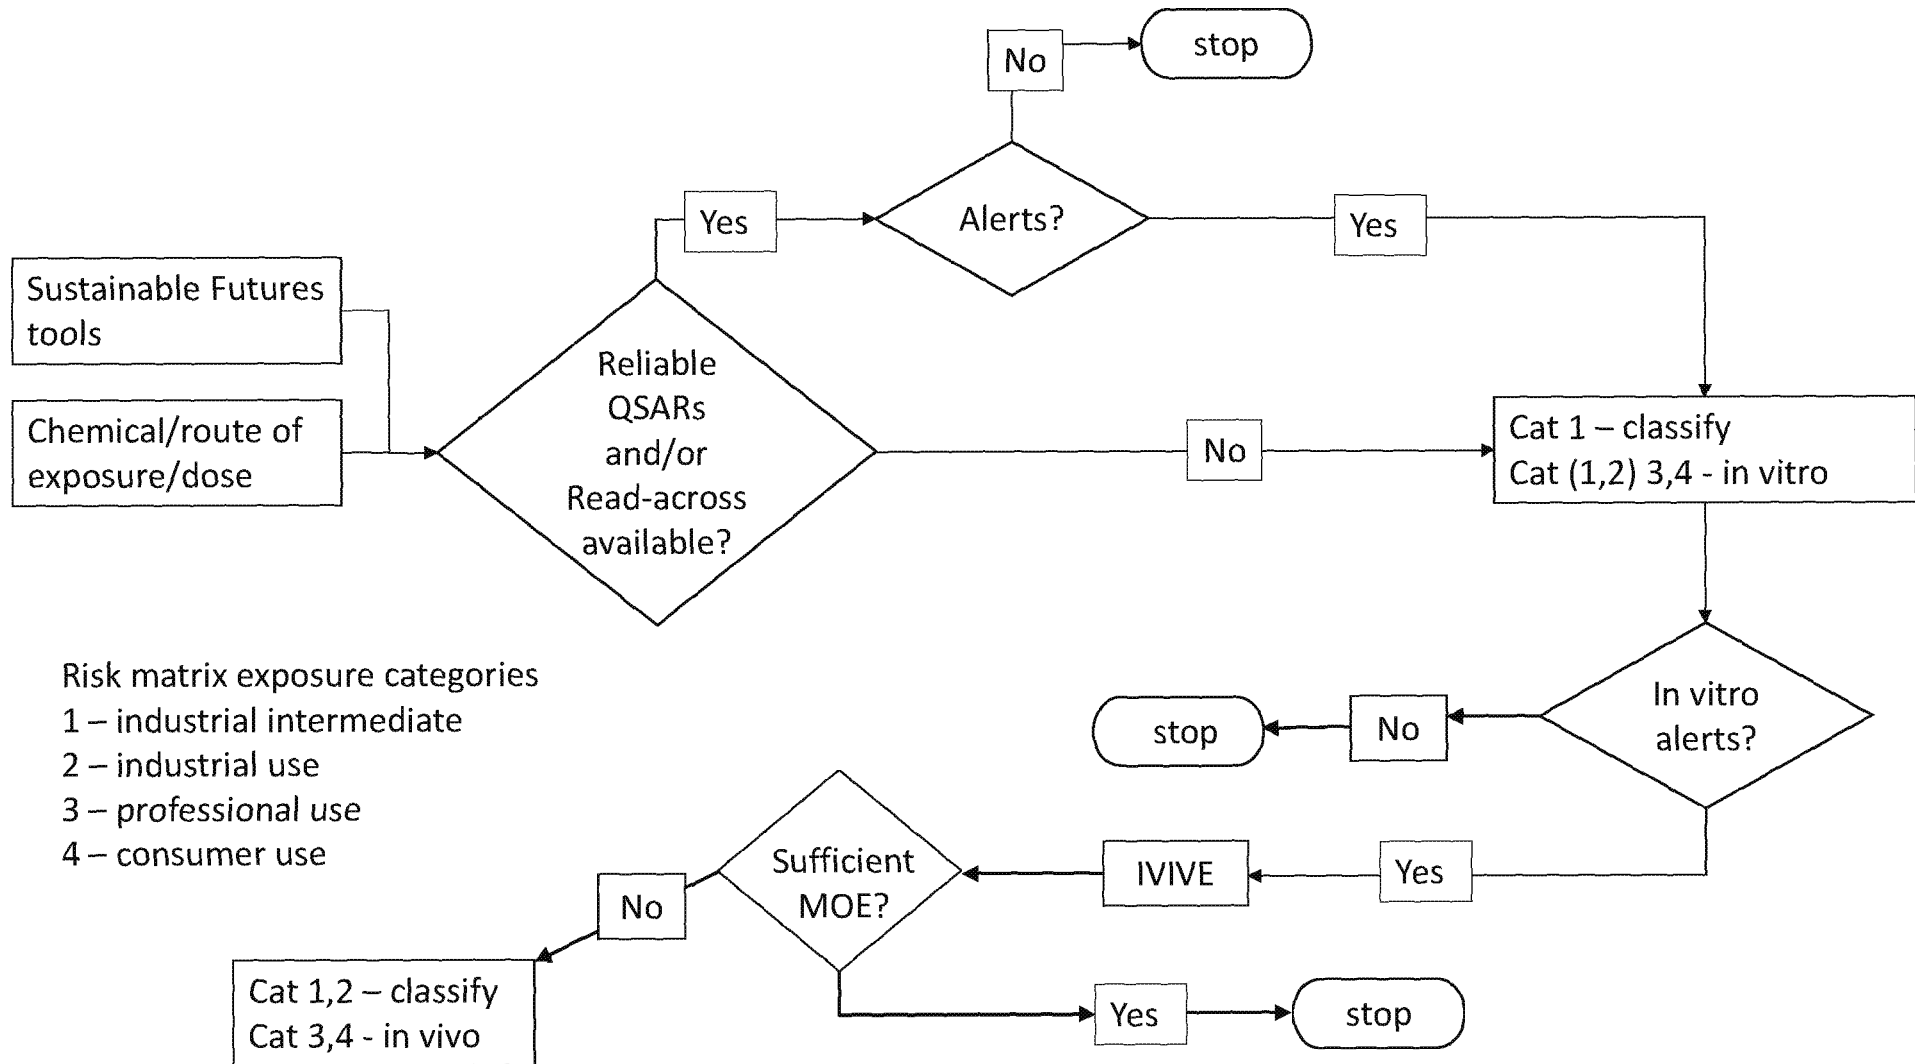 No
stop
Yes
Alerts?
Yes
Sustainable Futures
tools
Chemical/route of
exposure/dose
Reliable
QSARs
and/or
Read-across
available?
No
Cat 1 – classify
Cat (1,2) 3,4 - in vitro
Risk matrix exposure categories
1 – industrial intermediate
2 – industrial use
3 – professional use
4 – consumer use
In vitro
alerts?
No
stop
Yes
IVIVE
Sufficient
MOE?
No
Cat 1,2 – classify
Cat 3,4 - in vivo
Yes
stop